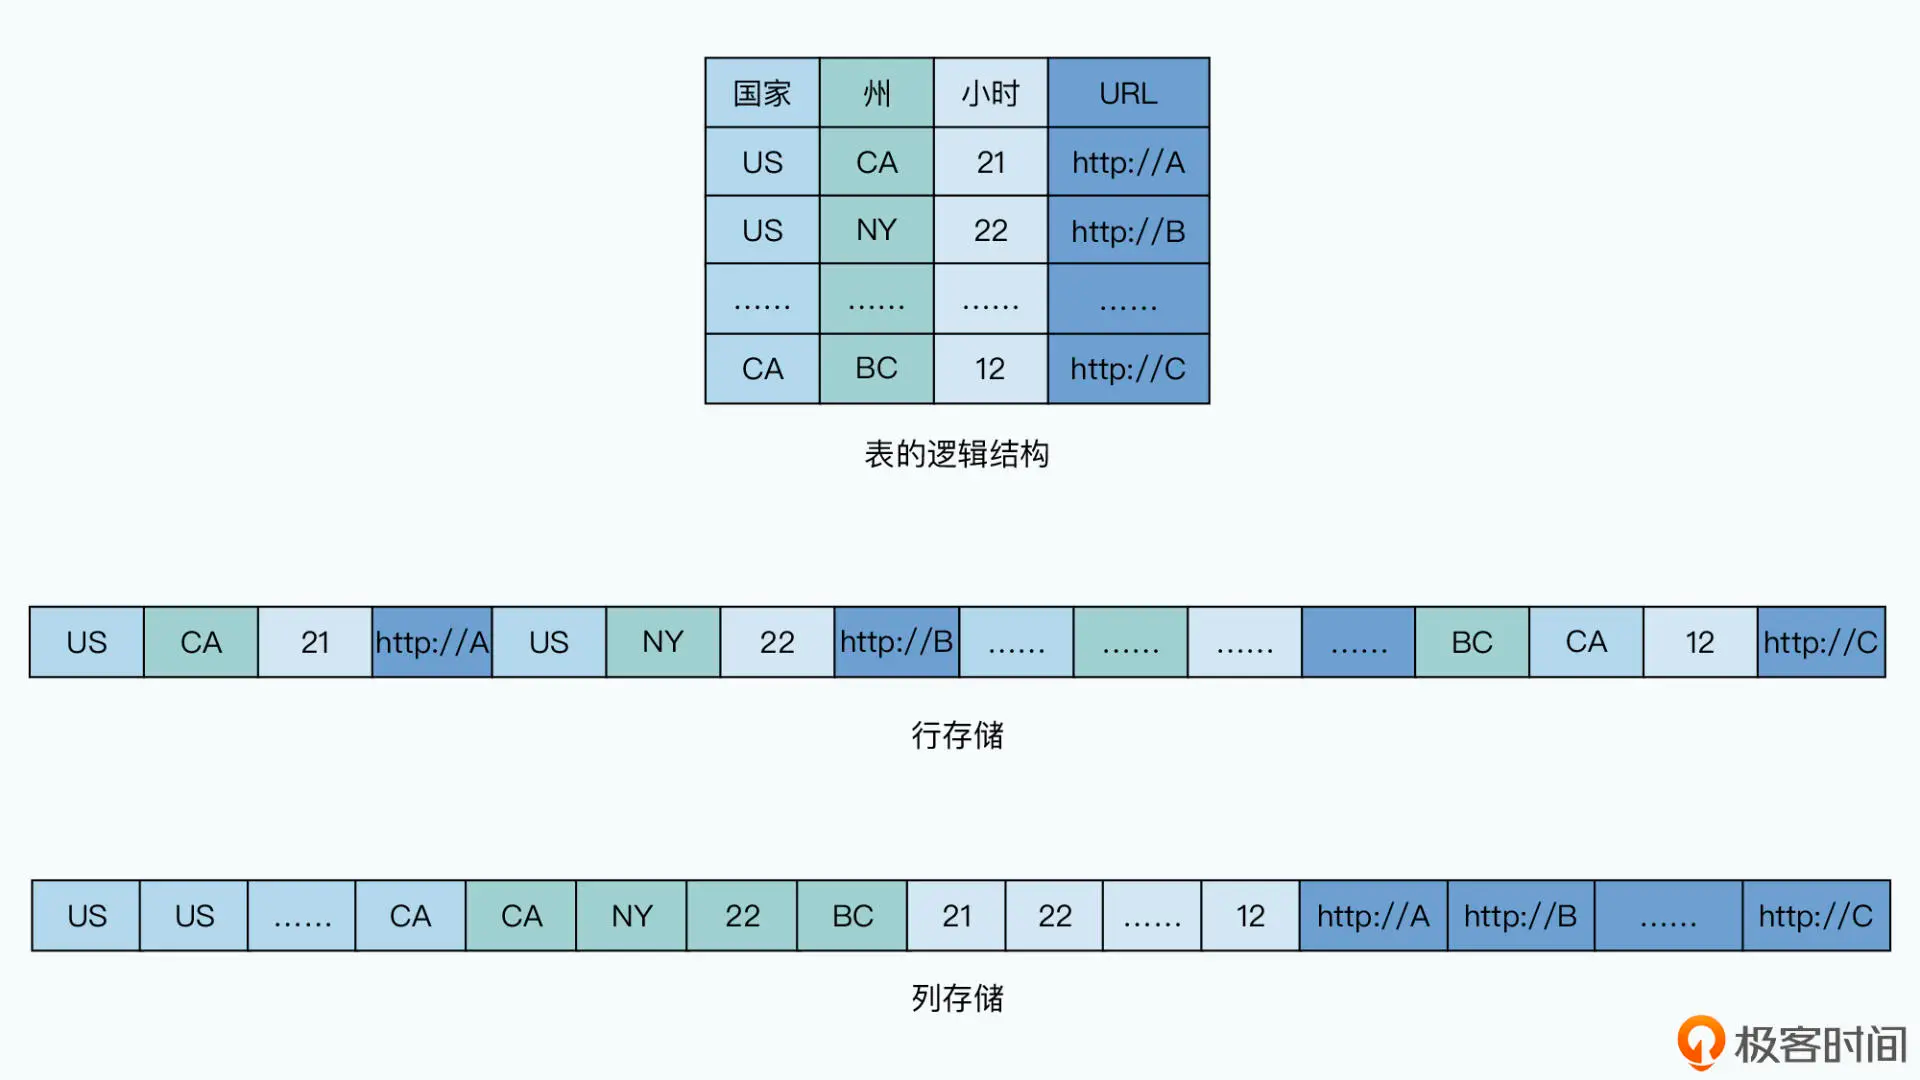 国家 州 小时 URL
US CA 21 http://A
US NY 22 http://B
…… …… …… ……
CA BC 12 http://C
表的逻辑结构
US CA 21 http://A US NY 22 http://B …… …… …… …… BC CA 12 http://C
行存储
US US …… CA CA NY 22 BC 21 22 …… 12 http://A http://B …… http://C
列存储
极客时间